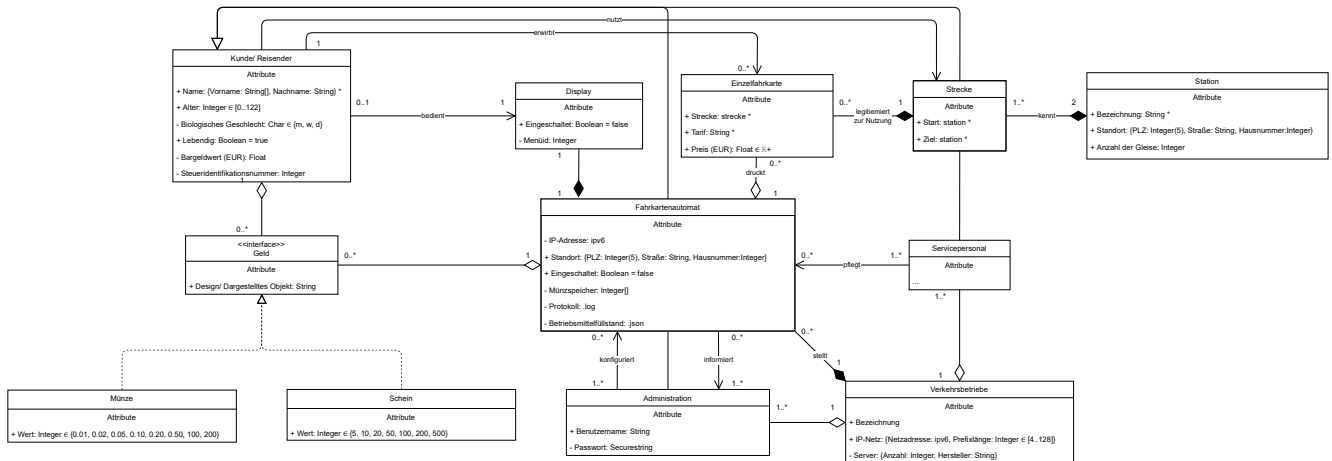 nutzt
erwirbt
1
Kunde/ Reisender
Attribute
+ Name: {Vorname: String[], Nachname: String} *
+ Alter: Integer ∈ [0..122]
- Biologisches Geschlecht: Char ∈ {m, w, d}
+ Lebendig: Boolean = true
- Bargeldwert (EUR): Float
- Steueridentifikationsnummer: Integer
1
0..1
bedient
1
Display
Attribute
+ Eingeschaltet: Boolean = false
- Menüid: Integer
1
1
0..*
Einzelfahrkarte
Attribute
+ Strecke: strecke *
+ Tarif: String *
+ Preis (EUR): Float ∈ ℝ+
0..*
druckt
1
0..*
legitimiert
zur Nutzung
1
0..*
Strecke
Attribute
+ Start: station *
+ Ziel: station *
1..*
kennt
2
Station
Attribute
+ Bezeichnung: String *
+ Standort: {PLZ: Integer(5), Straße: String, Hausnummer:Integer}
+ Anzahl der Gleise: Integer
0..*
<<interface>>
Geld
Attribute
+ Design/ Dargestelltes Objekt: String
0..*
1
Fahrkartenautomat
Attribute
- IP-Adresse: ipv6
+ Standort: {PLZ: Integer(5), Straße: String, Hausnummer:Integer}
+ Eingeschaltet: Boolean = false
- Münzspeicher: Integer[]
- Protokoll: .log
- Betriebsmittelfüllstand: .json
0..*
pflegt
1..*
Servicepersonal
Attribute
...
1..*
0..*
konfiguriert
1..*
0..*
informiert
1..*
0..*
stellt
1
1
Münze
Attribute
+ Wert: Integer ∈ {0.01, 0.02, 0.05, 0.10, 0.20, 0.50, 100, 200}
Schein
Attribute
+ Wert: Integer ∈ {5, 10, 20, 50, 100, 200, 500}
Administration
Attribute
+ Benutzername: String
- Passwort: Securestring
1..*
1
Verkehrsbetriebe
Attribute
+ Bezeichnung
+ IP-Netz: {Netzadresse: ipv6, Prefixlänge: Integer ∈ [4..128]}
- Server: {Anzahl: Integer, Hersteller: String}